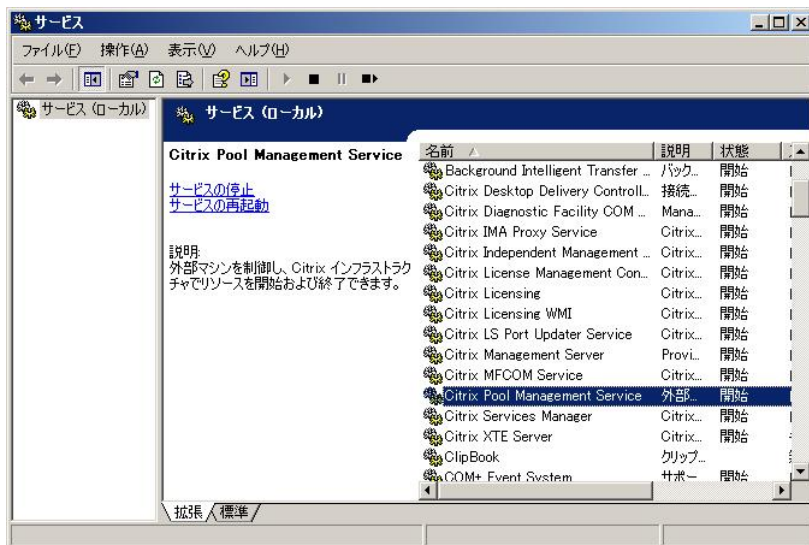 サービス
ファイル(F) 操作(A) 表示(V) ヘルプ(H)
サービス (ローカル)
サービス (ローカル)
Citrix Pool Management Service
サービスの停止
サービスの再起動
説明:
外部マシンを制御し、Citrix インフラストラク
チャでリソースを開始および終了できます。
名前 説明 状態
Background Intelligent Transfer ... バック... 開始
Citrix Desktop Delivery Controll... 接続... 開始
Citrix Diagnostic Facility COM ... Mana... 開始
Citrix IMA Proxy Service Citrix... 開始
Citrix Independent Management ... Citrix... 開始
Citrix License Management Con... Citrix... 開始
Citrix Licensing Citrix... 開始
Citrix Licensing WMI Citrix... 開始
Citrix LS Port Updater Service Citrix... 開始
Citrix Management Server Provi... 開始
Citrix MFCOM Service Citrix... 開始
Citrix Pool Management Service 外部... 開始
Citrix Services Manager Citrix... 開始
Citrix XTE Server Citrix... 開始
ClipBook クリップ...
COM+ Event System サポー 開始
拡張 標準